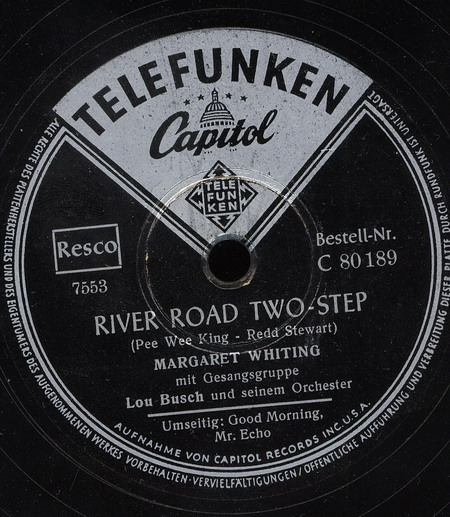 TELEFUNKEN
Capitol
TELE
FUN
KEN
Resco
7553
Bestell-Nr.
C 80189
RIVER ROAD TWO-STEP
(Pee Wee King - Redd Stewart)
MARGARET WHITING
mit Gesangsgruppe
Lou Busch und seinem Orchester
Umseitig: Good Morning,
Mr. Echo
AUFNAHME VON CAPITOL RECORDS INC. U.S.A.
ALLE RECHTE DES PLATTENHERSTELLERS UND DES EIGENTÜMERS DES AUFGENOMMENEN WERKES VORBEHALTEN · VERVIELFÄLTIGUNGEN / ÖFFENTLICHE AUFFÜHRUNG UND VERBREITUNG DIESER PLATTE DURCH RUNDFUNK IST UNTERSAGT